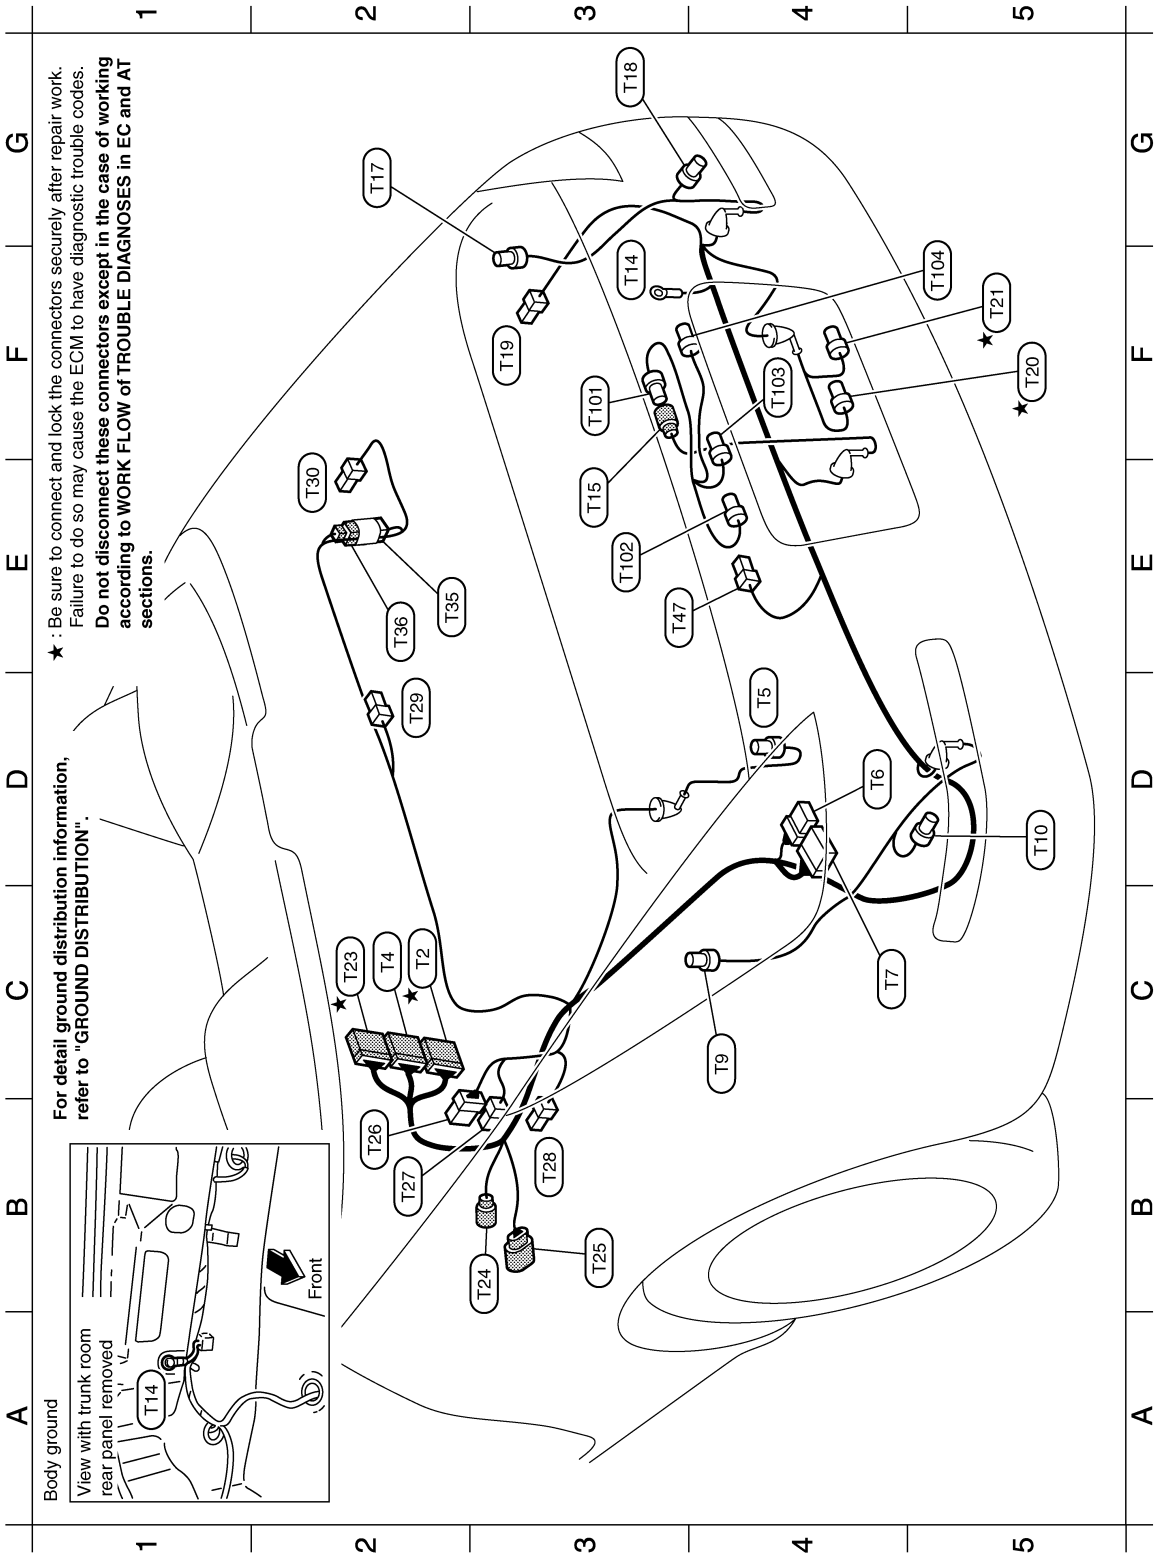 For detail ground distribution information,
refer to "GROUND DISTRIBUTION".
★ : Be sure to connect and lock the connectors securely after repair work.
Failure to do so may cause the ECM to have diagnostic trouble codes.
Do not disconnect these connectors except in the case of working
according to WORK FLOW of TROUBLE DIAGNOSES in EC and AT
sections.
Body ground
View with trunk room
rear panel removed
T14
Front
A
B
C
D
E
F
G
1
1
2
2
3
3
4
4
5
5
★
T23
T4
★
T2
T26
T27
T28
T24
T25
T29
T36
T35
T30
T19
T17
T18
T14
T101
T15
T102
T47
T103
T104
★
T21
★
T20
T5
T6
T7
T9
T10
A
B
C
D
E
F
G